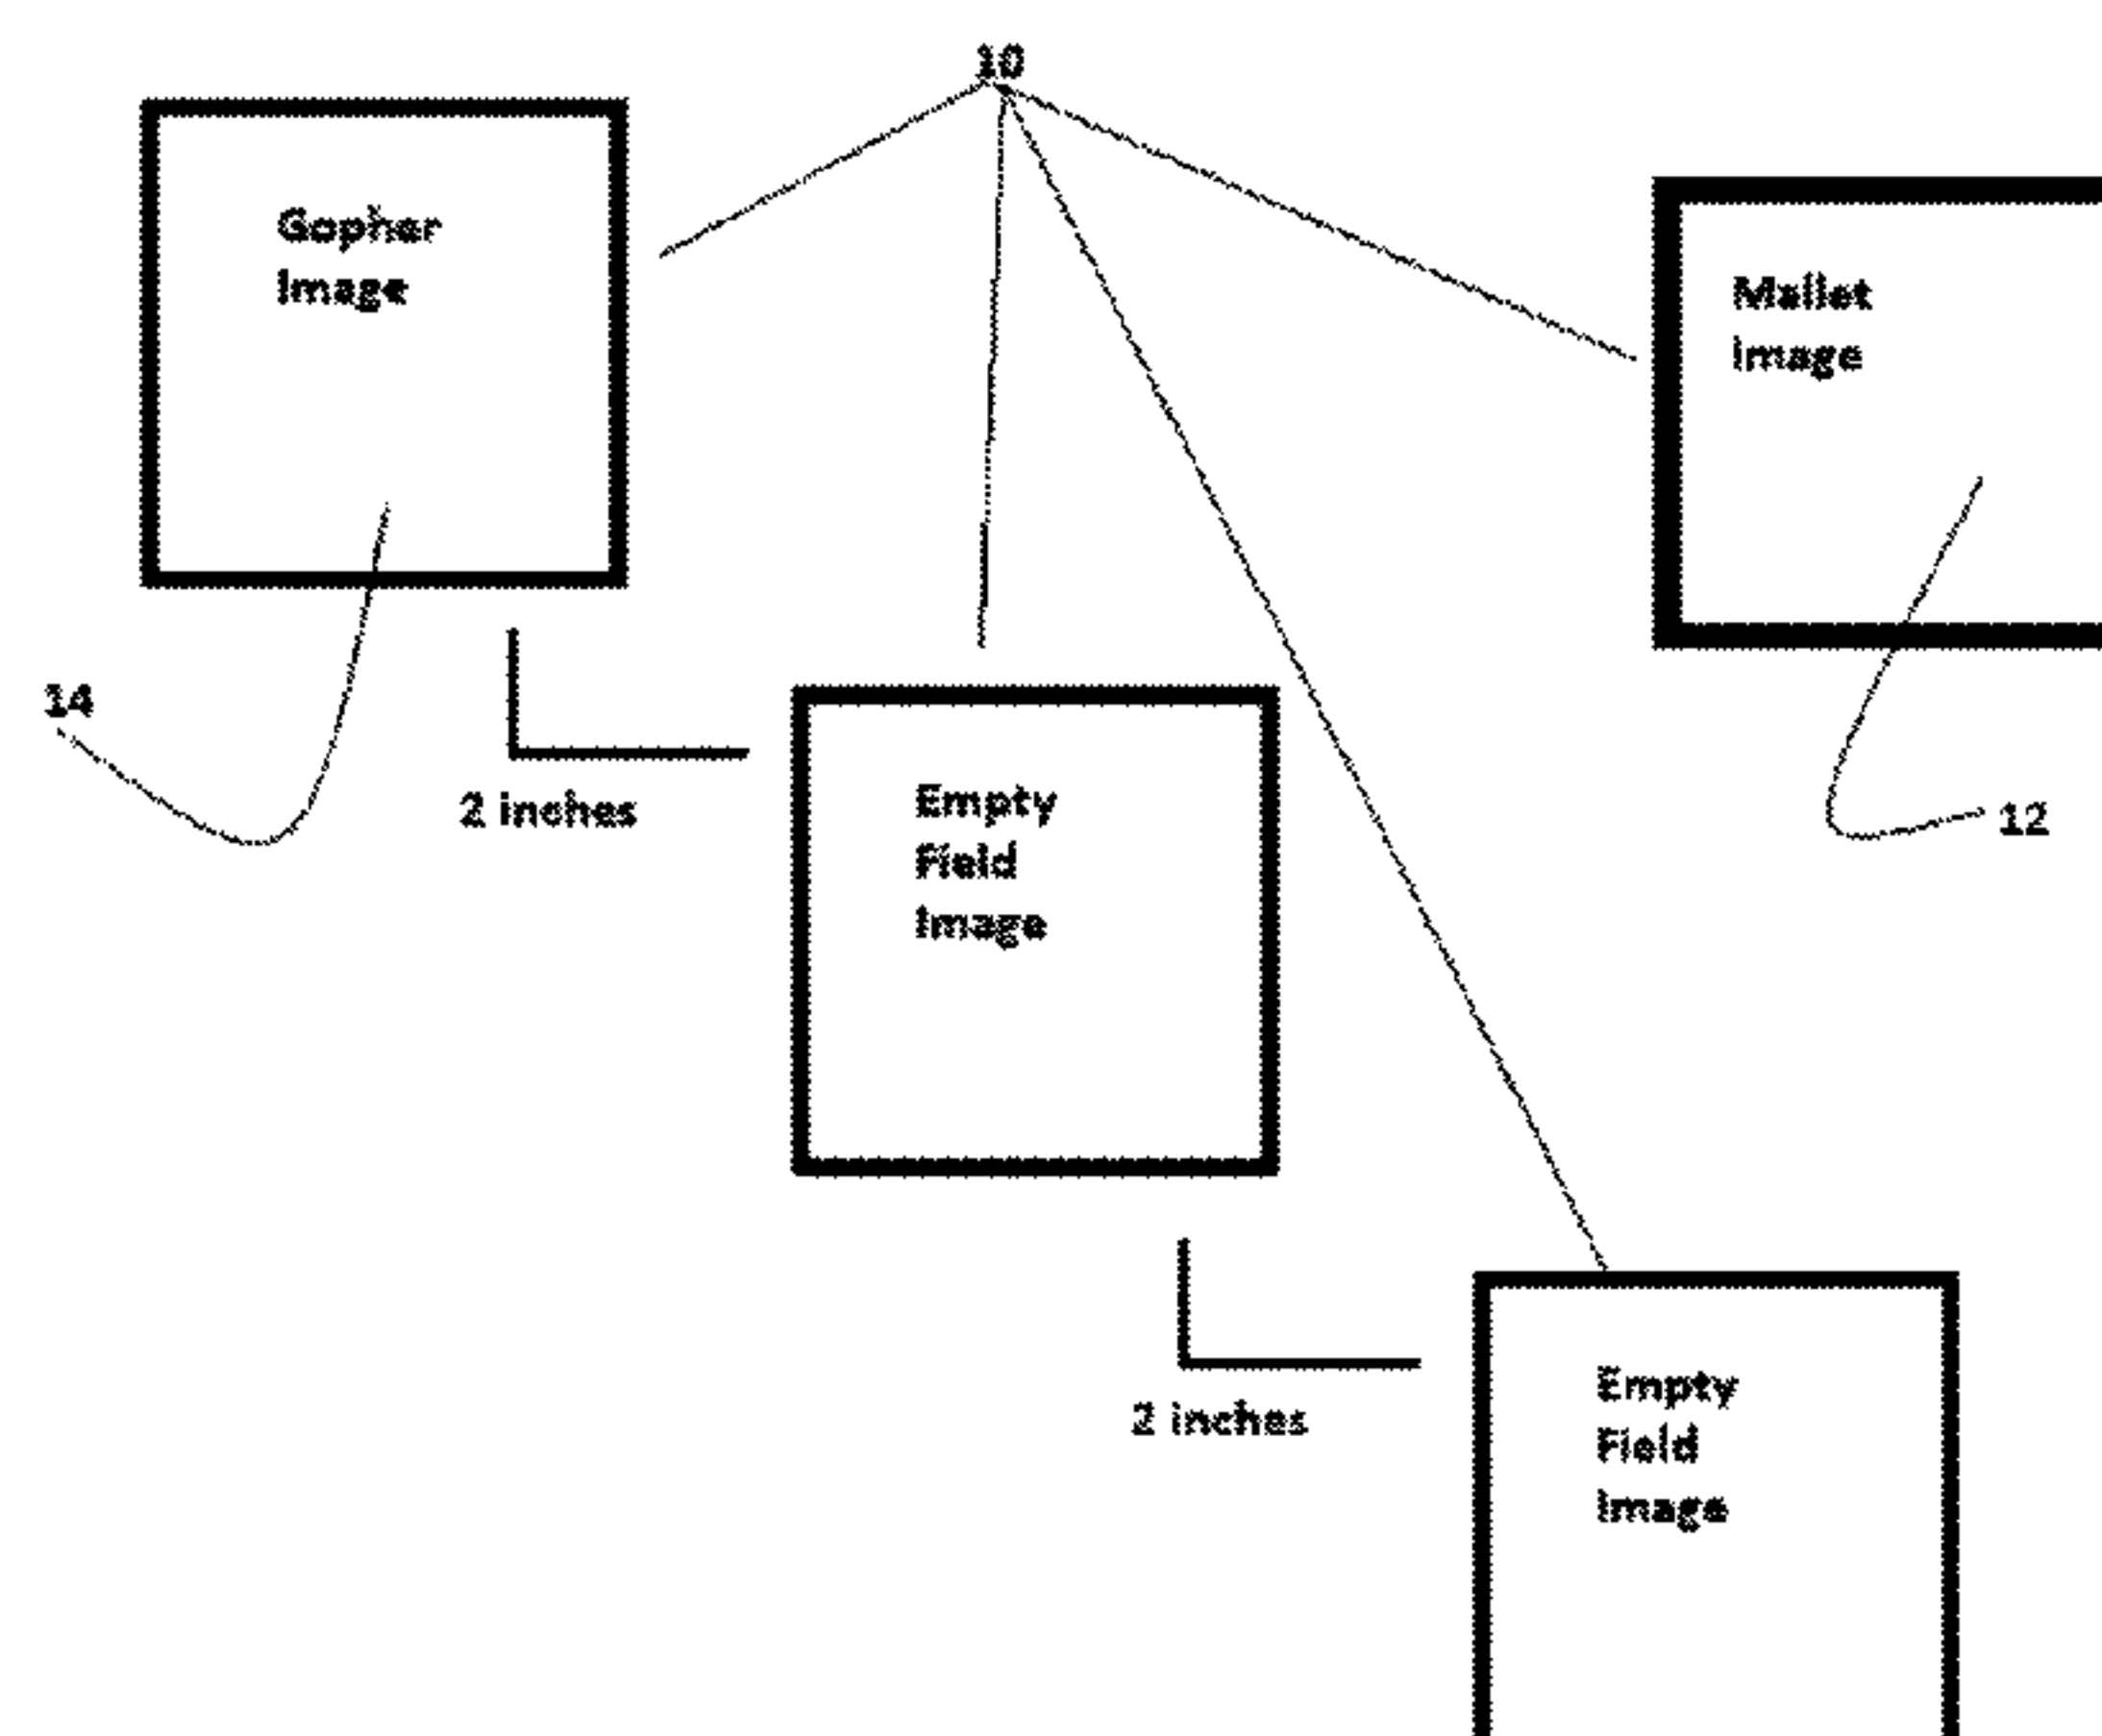 10
Gopher
Image
Mallet
Image
14
2 inches
Empty
Field
Image
12
2 inches
Empty
Field
Image